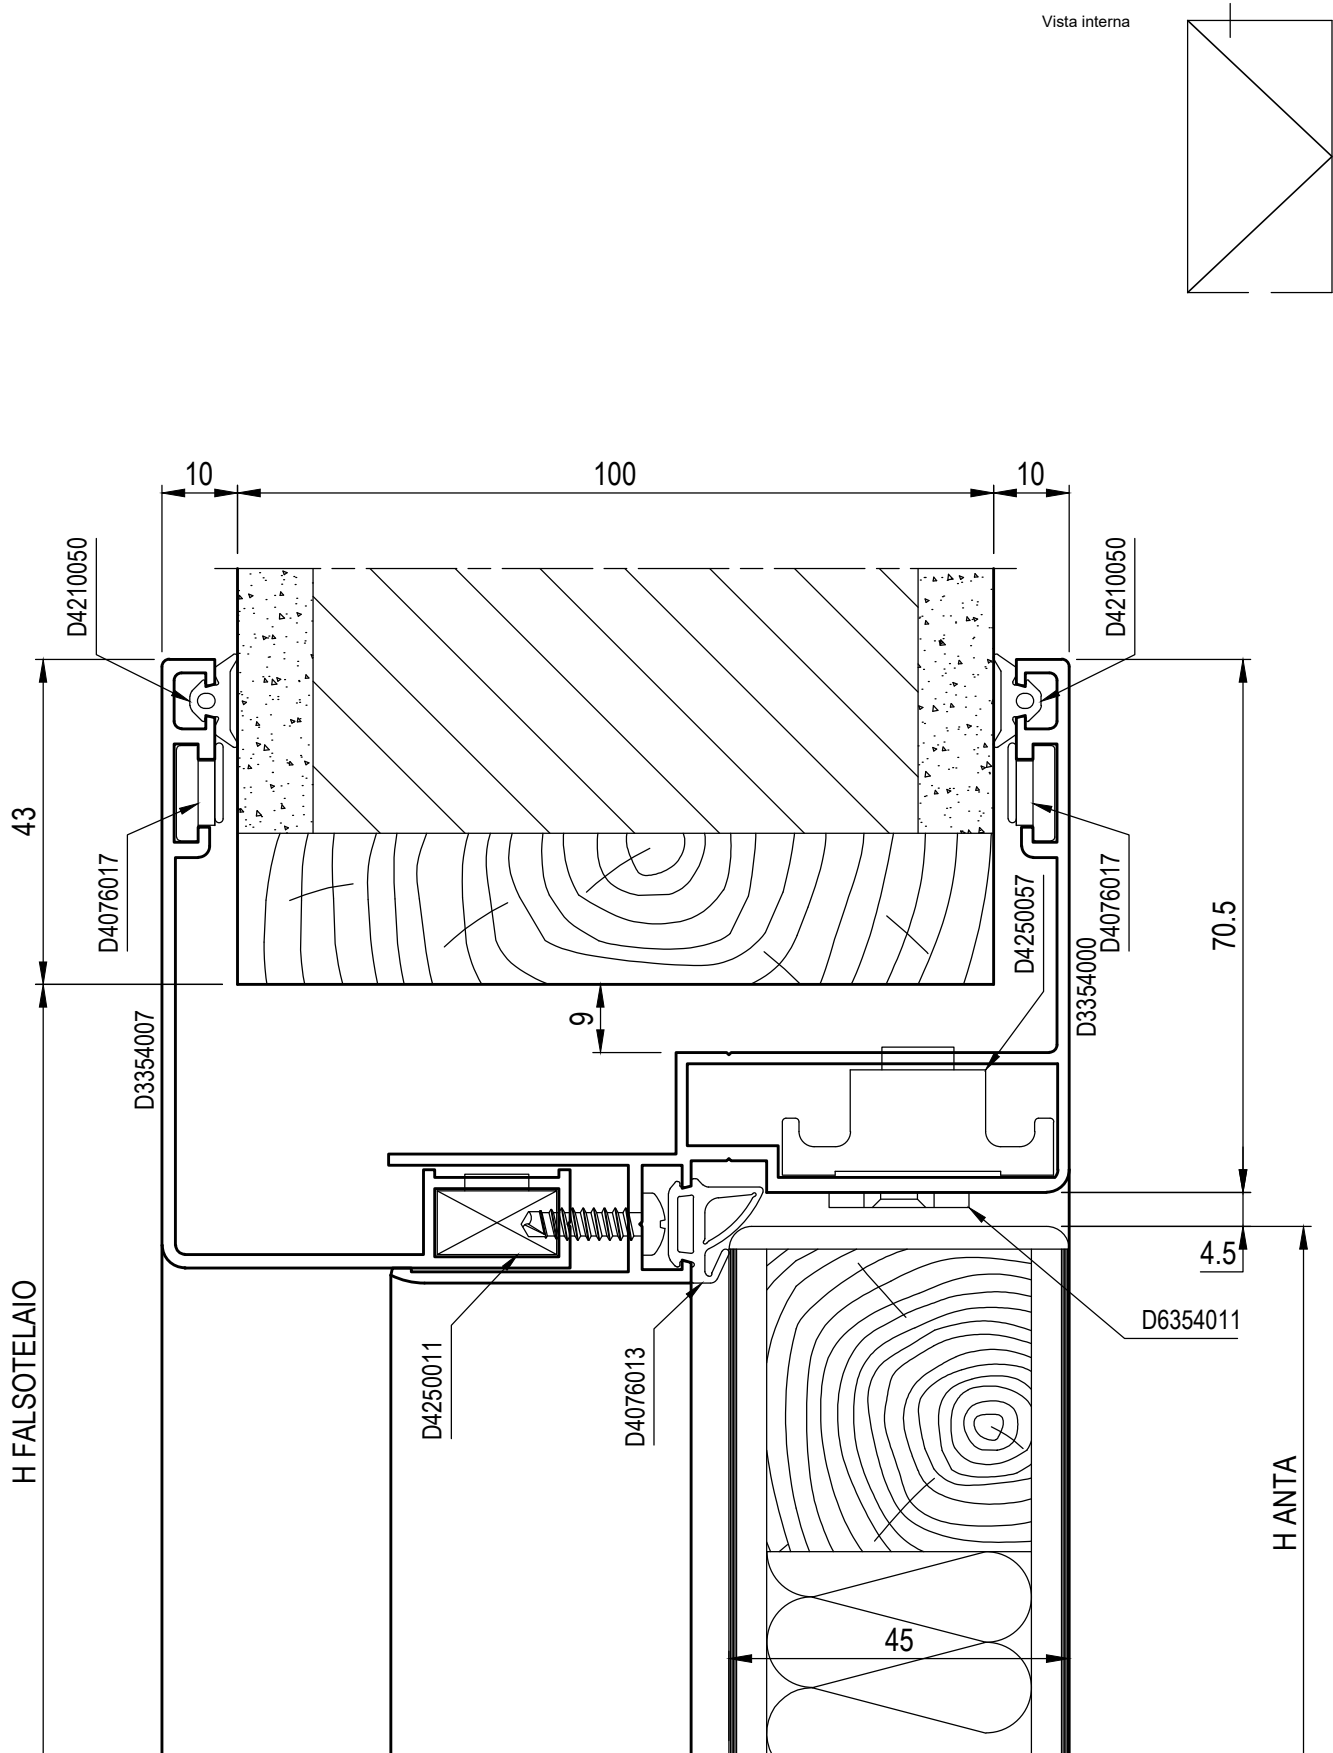 Vista interna
10
100
10
D4210050
D4210050
43
D4076017
D4250057
D4076017
70.5
D3354000
9
D3354007
4.5
D6354011
H FALSOTELAIO
D4250011
D4076013
H ANTA
45